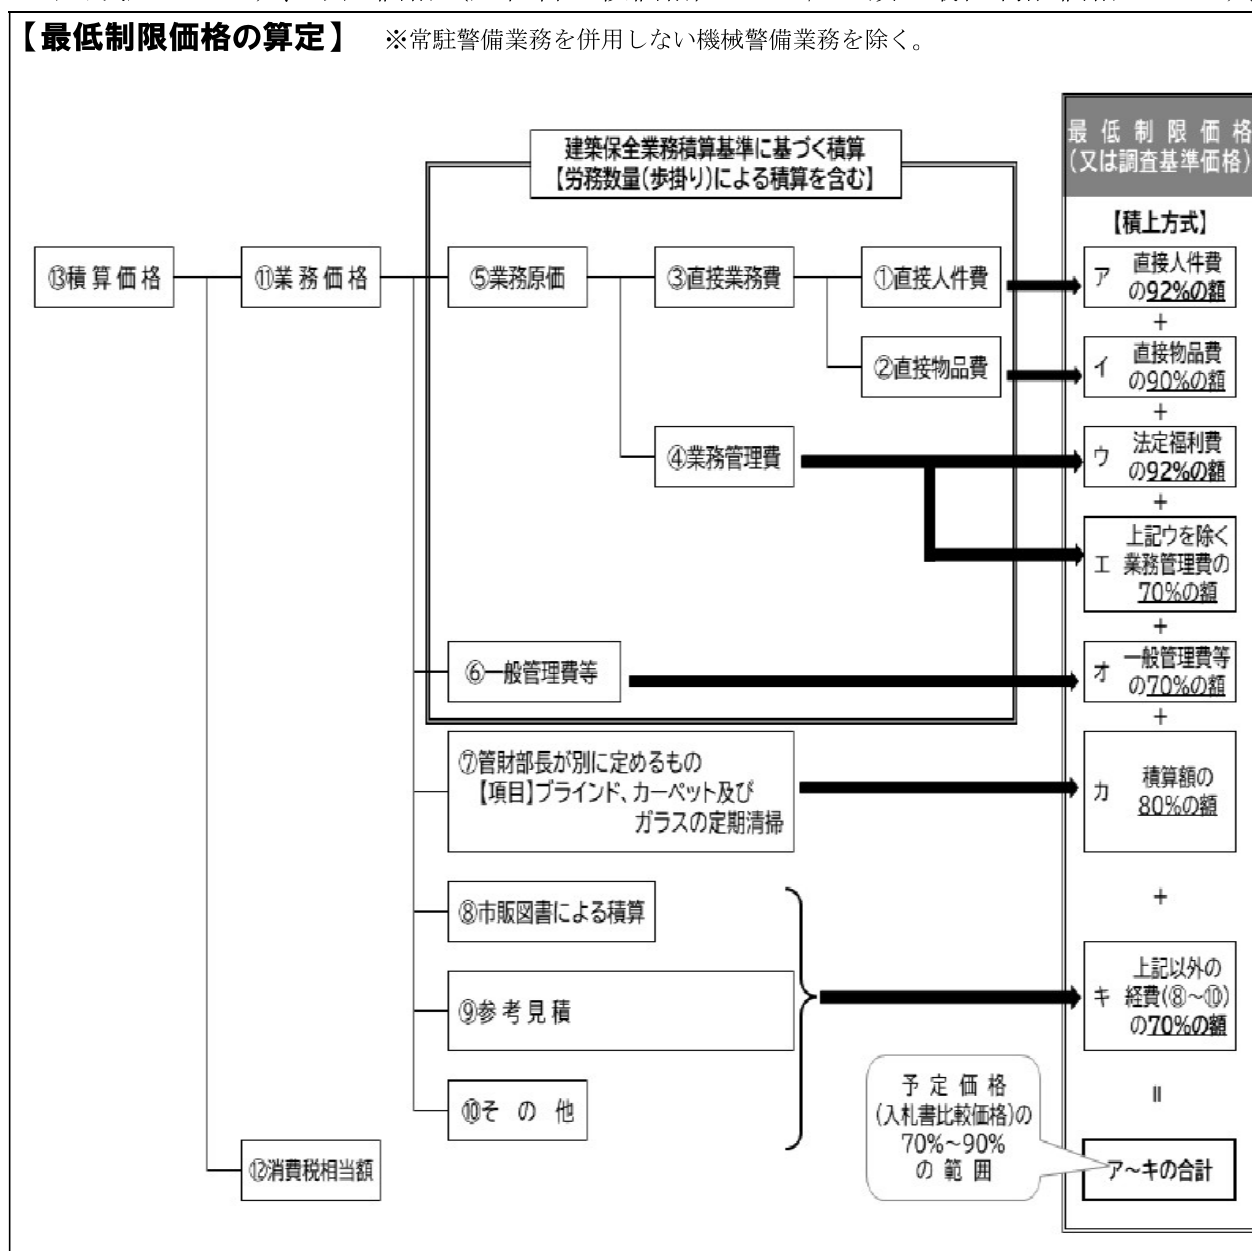 【最低制限価格の算定】 ※常駐警備業務を併用しない機械警備業務を除く。
建築保全業務積算基準に基づく積算
【労務数量(歩掛り)による積算を含む】
最低制限価格
(又は調査基準価格)
【積上方式】
⑬積算価格
⑪業務価格
⑤業務原価
③直接業務費
①直接人件費
ア 直接人件費
の92%の額
+
②直接物品費
イ 直接物品費
の90%の額
+
④業務管理費
ウ 法定福利費
の92%の額
+
エ 上記ウを除く
業務管理費の
70%の額
+
⑥一般管理費等
オ 一般管理費等
の70%の額
+
⑦管財部長が別に定めるもの
【項目】ブラインド、カーペット及び
ガラスの定期清掃
カ 積算額の
80%の額
+
⑧市販図書による積算
⑨参考見積
キ 上記以外の
経費(⑧~⑩)
の70%の額
⑩その他
予定価格
(入札書比較価格)の
70%~90%
の範囲
=
⑫消費税相当額
ア~キの合計